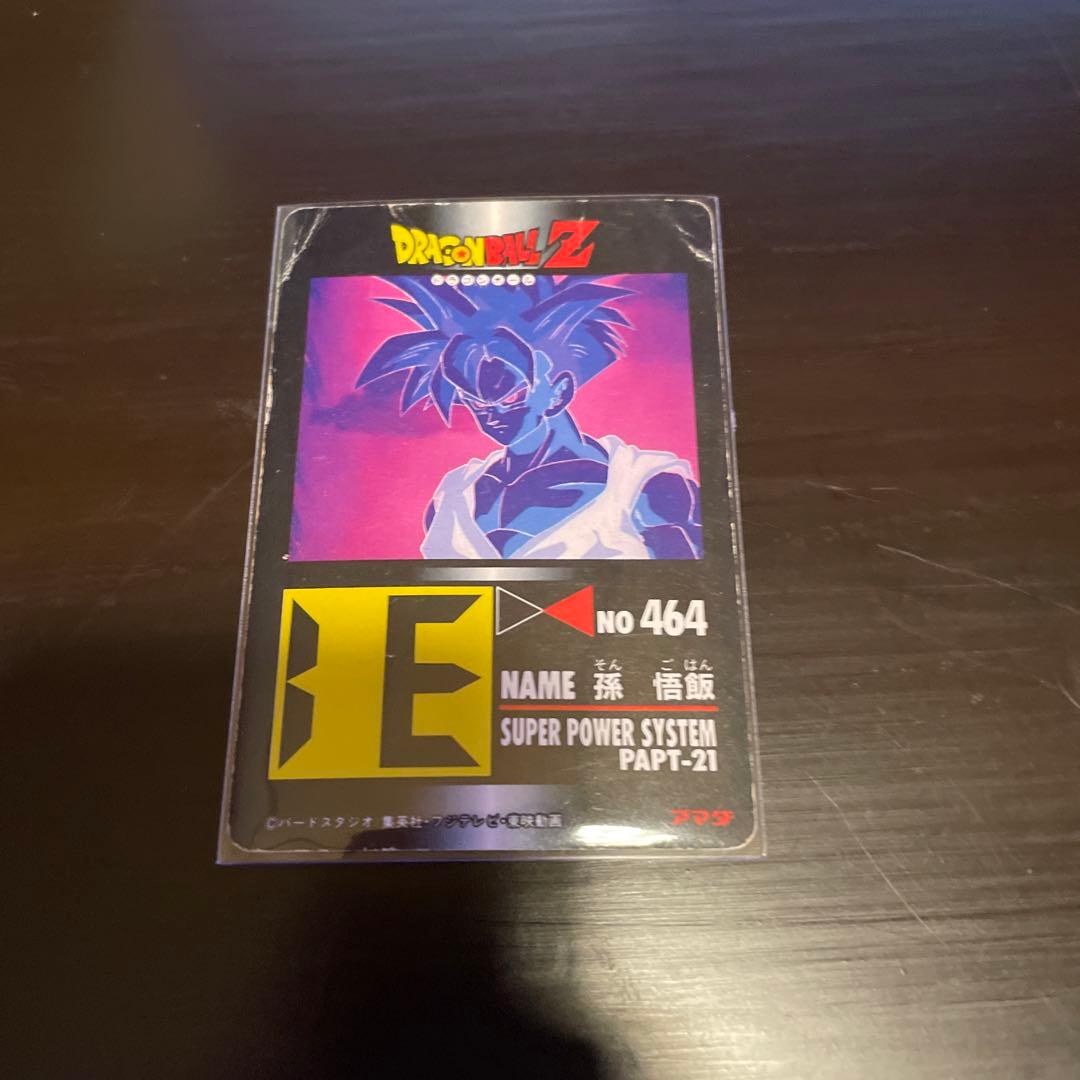 DRAGON BALL Z
ドラゴンボール
E
NO 464
そん ご はん
NAME 孫 悟飯
SUPER POWER SYSTEM
PAPT-21
©バードスタジオ 集英社・フジテレビ・東映動画
アマダ